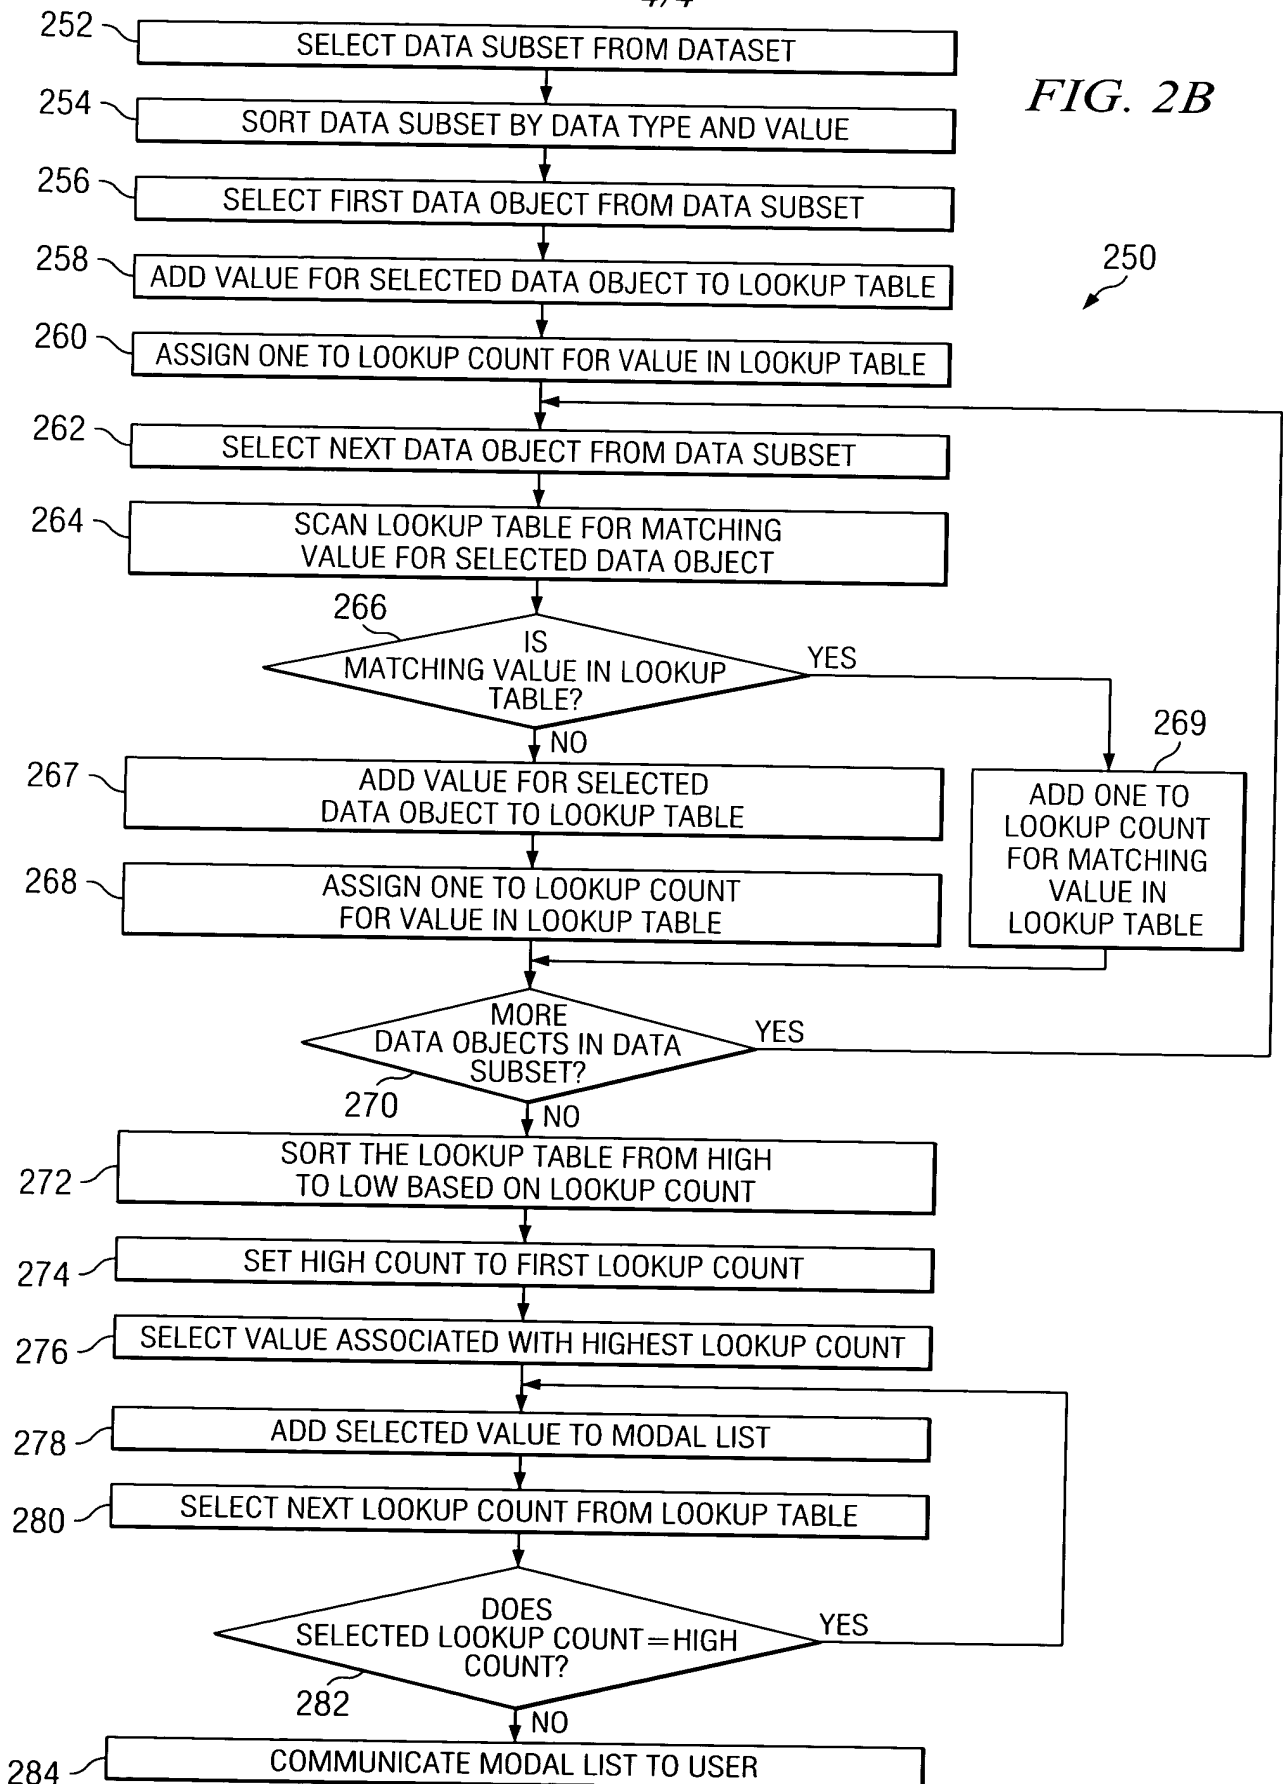 4/4
252
SELECT DATA SUBSET FROM DATASET
FIG. 2B
254
SORT DATA SUBSET BY DATA TYPE AND VALUE
256
SELECT FIRST DATA OBJECT FROM DATA SUBSET
250
258
ADD VALUE FOR SELECTED DATA OBJECT TO LOOKUP TABLE
260
ASSIGN ONE TO LOOKUP COUNT FOR VALUE IN LOOKUP TABLE
262
SELECT NEXT DATA OBJECT FROM DATA SUBSET
264
SCAN LOOKUP TABLE FOR MATCHING
VALUE FOR SELECTED DATA OBJECT
266
IS
MATCHING VALUE IN LOOKUP
TABLE?
YES
NO
269
ADD ONE TO
LOOKUP COUNT
FOR MATCHING
VALUE IN
LOOKUP TABLE
267
ADD VALUE FOR SELECTED
DATA OBJECT TO LOOKUP TABLE
268
ASSIGN ONE TO LOOKUP COUNT
FOR VALUE IN LOOKUP TABLE
MORE
DATA OBJECTS IN DATA
SUBSET?
YES
270
NO
272
SORT THE LOOKUP TABLE FROM HIGH
TO LOW BASED ON LOOKUP COUNT
274
SET HIGH COUNT TO FIRST LOOKUP COUNT
276
SELECT VALUE ASSOCIATED WITH HIGHEST LOOKUP COUNT
278
ADD SELECTED VALUE TO MODAL LIST
280
SELECT NEXT LOOKUP COUNT FROM LOOKUP TABLE
DOES
SELECTED LOOKUP COUNT=HIGH
COUNT?
YES
282
NO
284
COMMUNICATE MODAL LIST TO USER